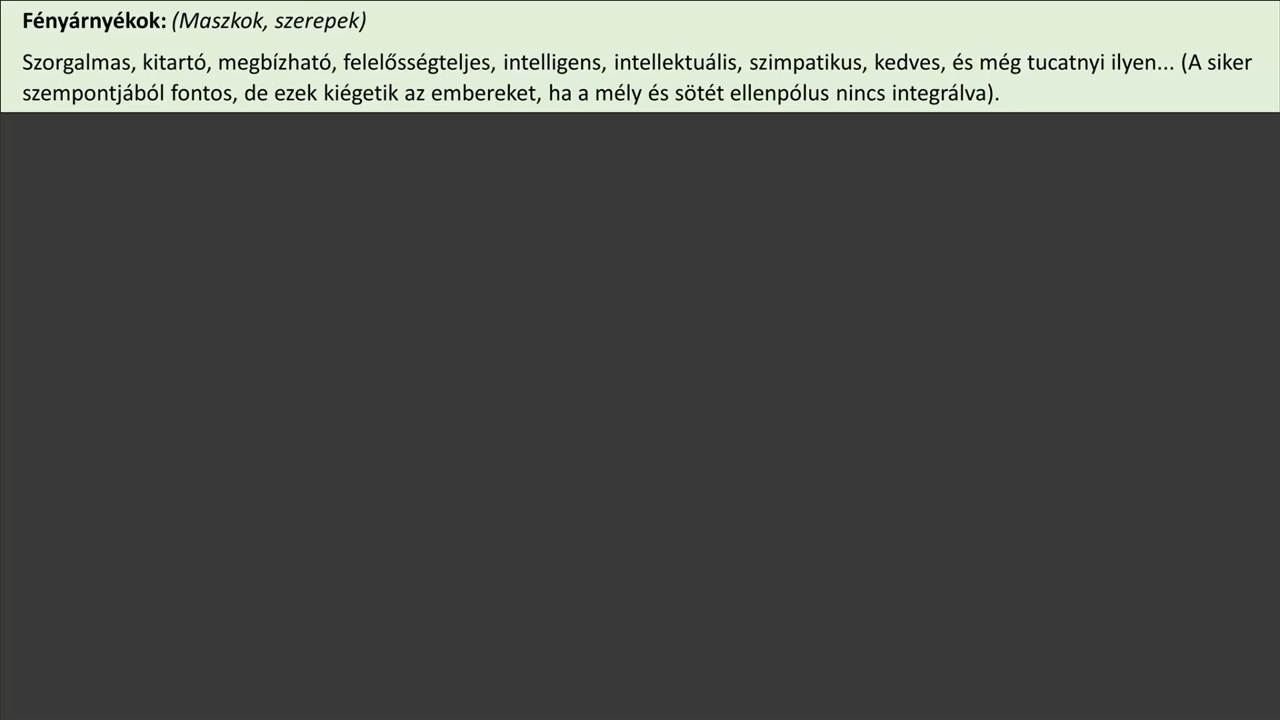 Fényárnyékok: (Maszkok, szerepek)
Szorgalmas, kitartó, megbízható, felelősségteljes, intelligens, intellektuális, szimpatikus, kedves, és még tucatnyi ilyen... (A siker
szempontjából fontos, de ezek kiégetik az embereket, ha a mély és sötét ellenpólus nincs integrálva).